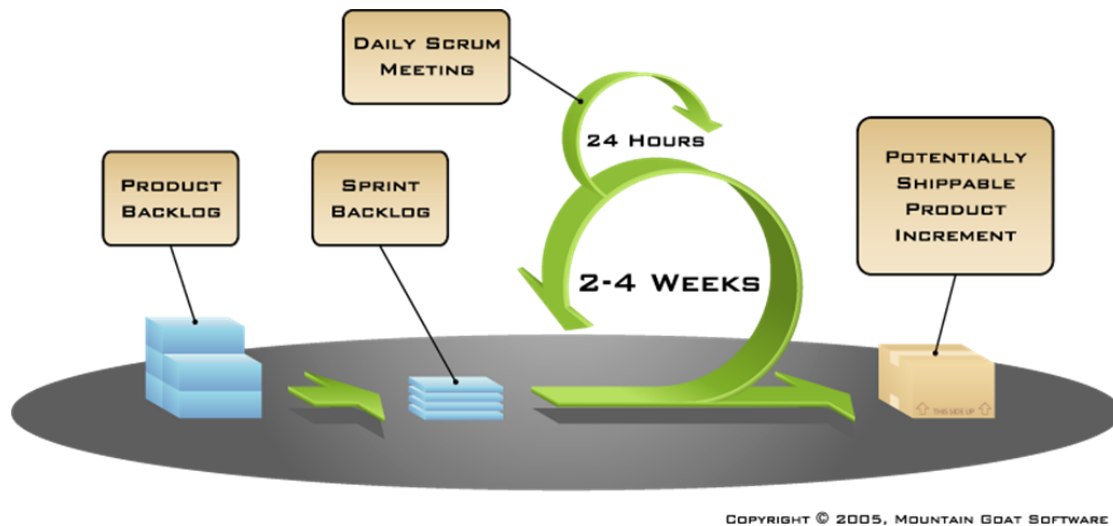 Daily Scrum
Meeting
24 Hours
Product
Backlog
Sprint
Backlog
Potentially
Shippable
Product
Increment
2-4 Weeks
THIS SIDE UP
Copyright © 2005, Mountain Goat Software